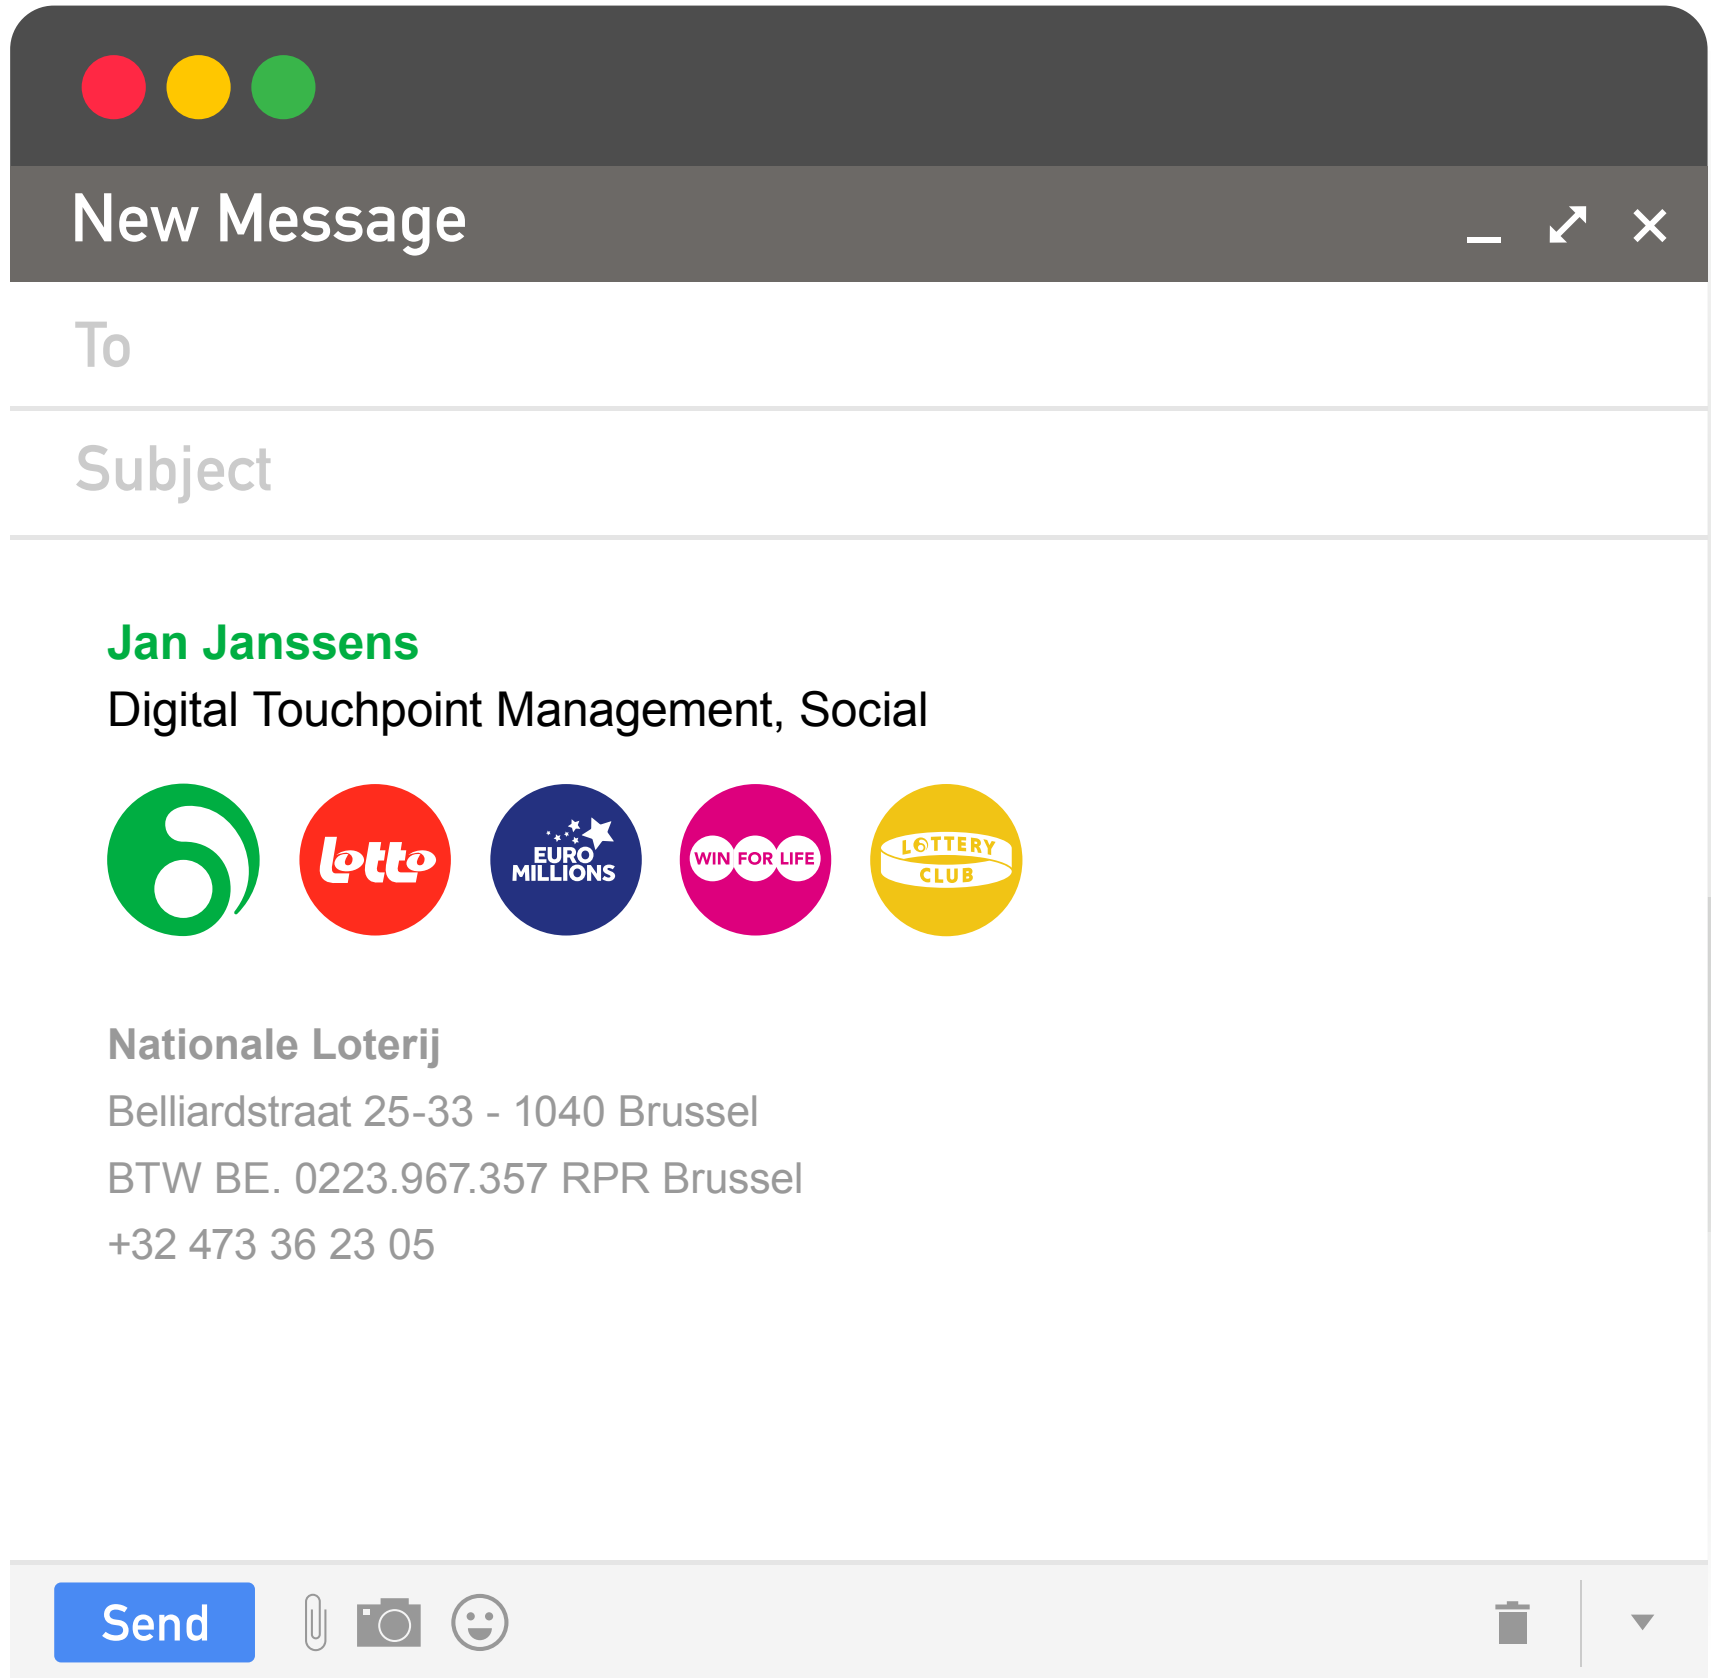 New Message
To
Subject
Jan Janssens
Digital Touchpoint Management, Social
Lotto
EURO
MILLIONS
WIN FOR LIFE
LOTTERY
CLUB
Nationale Loterij
Belliardstraat 25-33 - 1040 Brussel
BTW BE. 0223.967.357 RPR Brussel
+32 473 36 23 05
Send